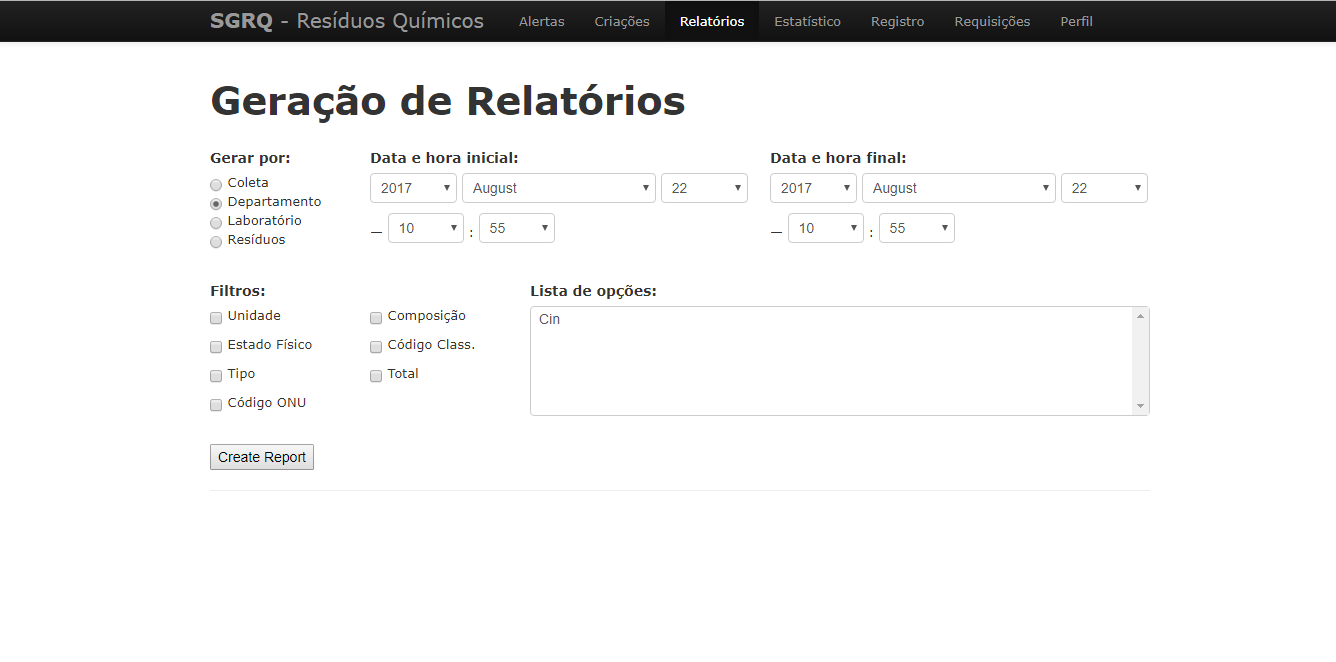 SGRQ - Resíduos Químicos Alertas Criações Relatórios Estatístico Registro Requisições Perfil
Geração de Relatórios
Gerar por:
Coleta
Departamento
Laboratório
Resíduos
Data e hora inicial:
2017 August 22
— 10 : 55
Data e hora final:
2017 August 22
— 10 : 55
Filtros:
Unidade
Estado Físico
Tipo
Código ONU
Composição
Código Class.
Total
Lista de opções:
Cin
Create Report